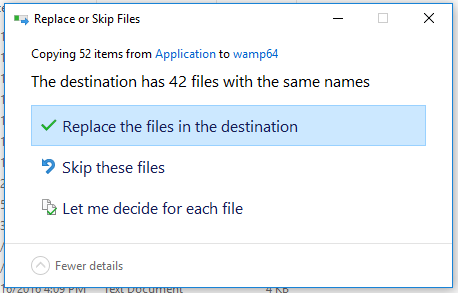 Replace or Skip Files
Copying 52 items from Application to wamp64
The destination has 42 files with the same names
Replace the files in the destination
Skip these files
Let me decide for each file
Fewer details
16/2016 4:09 PM Text Document 4 KB